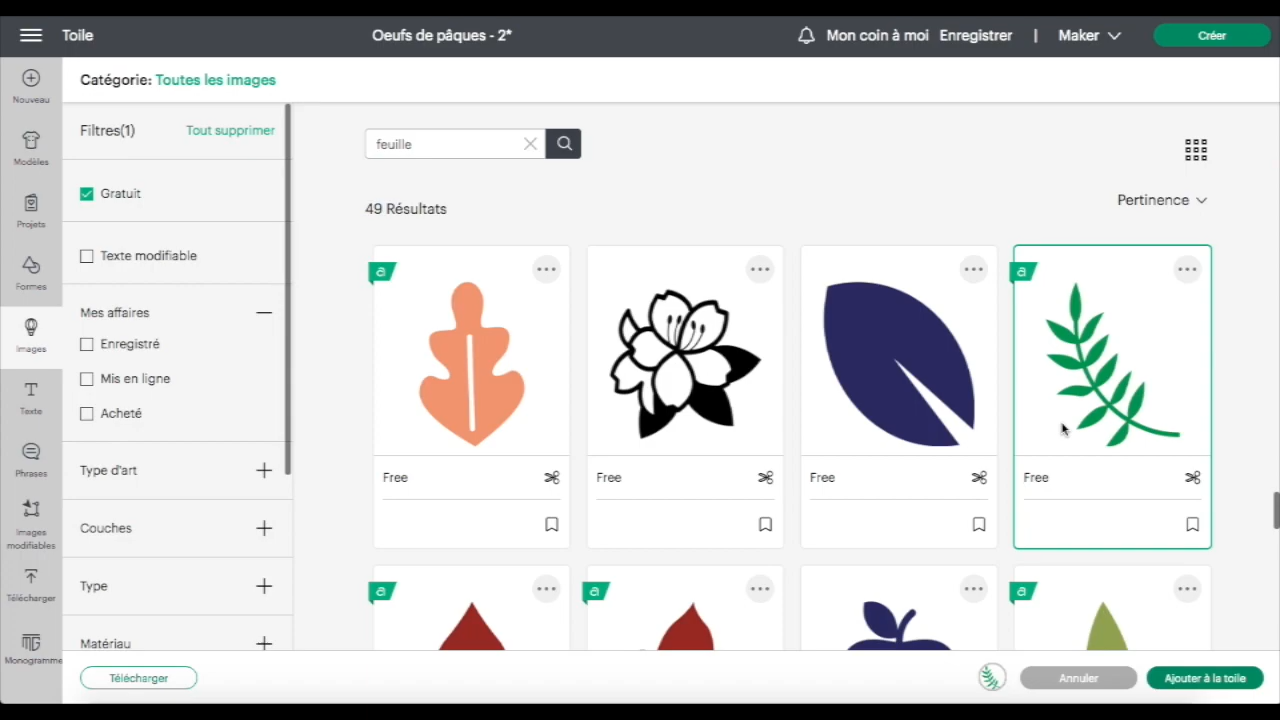 Toile
Oeufs de pâques - 2*
Mon coin à moi
Enregistrer
|
Maker
Créer
Nouveau
Modèles
Projets
Formes
Images
Texte
Phrases
Images modifiables
Télécharger
Monogramme
Catégorie: Toutes les images
Filtres(1)
Tout supprimer
Gratuit
Texte modifiable
Mes affaires
Enregistré
Mis en ligne
Acheté
Type d'art
Couches
Type
Matériau
feuille
49 Résultats
Pertinence
a
a
Free
Free
Free
Free
a
a
a
Télécharger
Annuler
Ajouter à la toile